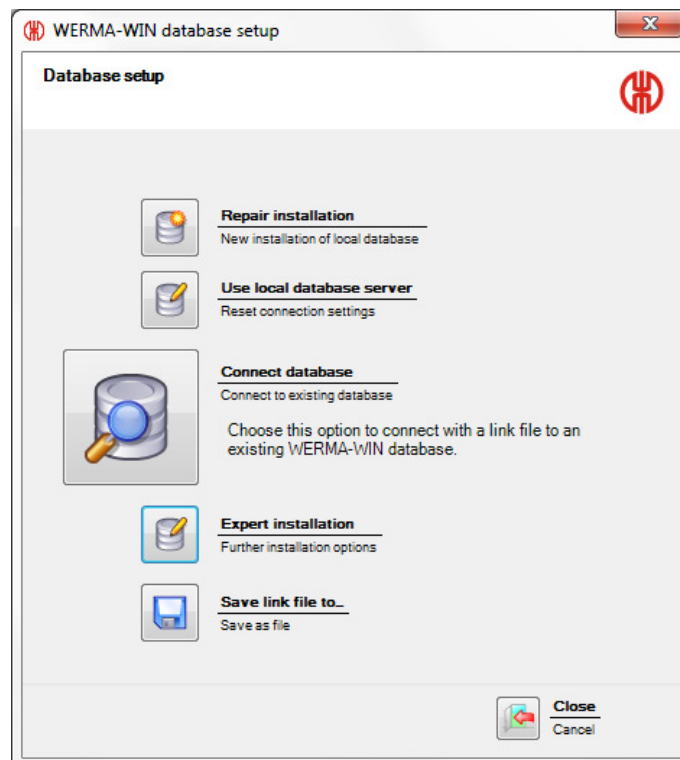 WERMA-WIN database setup
Database setup
Repair installation
New installation of local database
Use local database server
Reset connection settings
Connect database
Connect to existing database
Choose this option to connect with a link file to an
existing WERMA-WIN database.
Expert installation
Further installation options
Save link file to...
Save as file
Close
Cancel